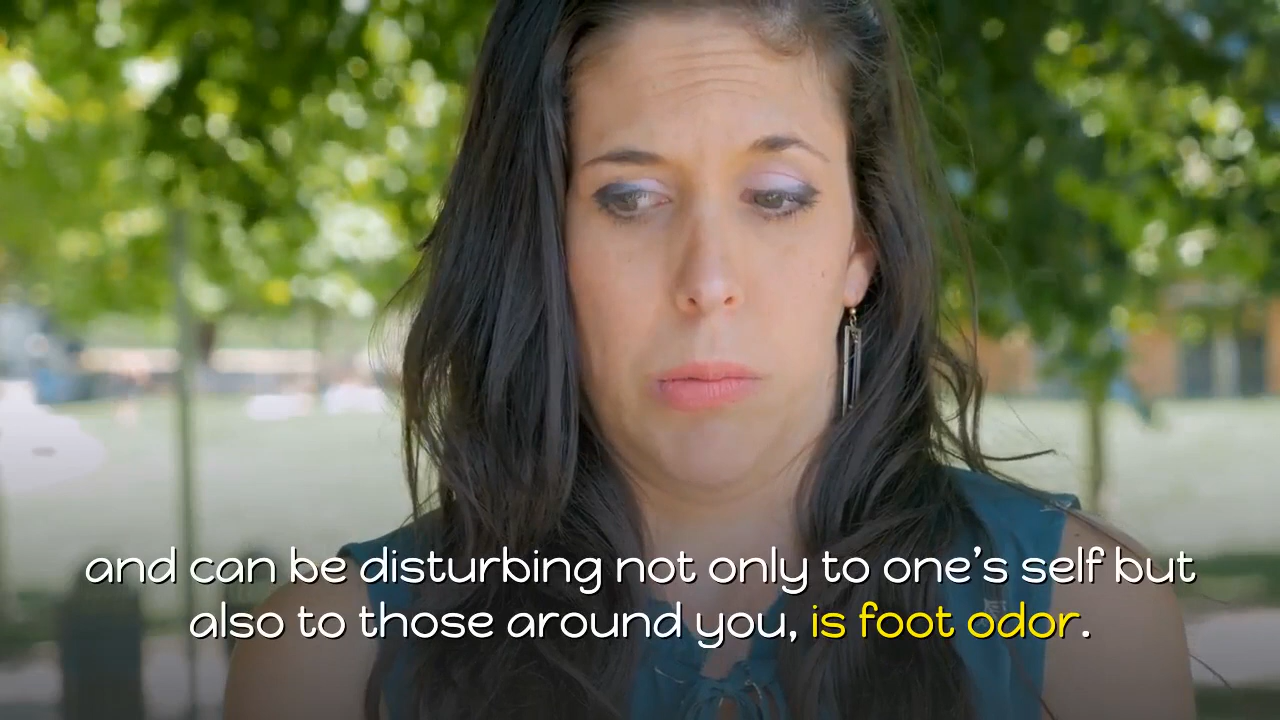 and can be disturbing not only to one's self but
also to those around you, is foot odor.